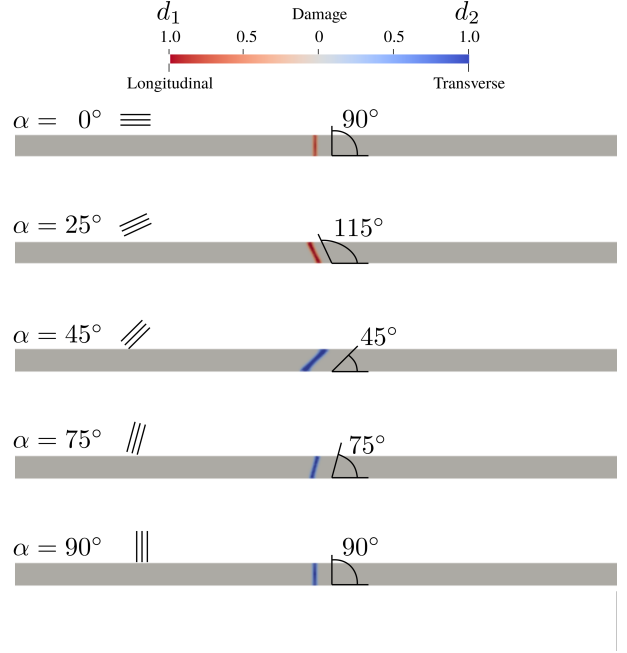 d₁ Damage d₂
1.0 0.5 0 0.5 1.0
Longitudinal Transverse
α = 0° 90°
α = 25° 115°
α = 45° 45°
α = 75° 75°
α = 90° 90°